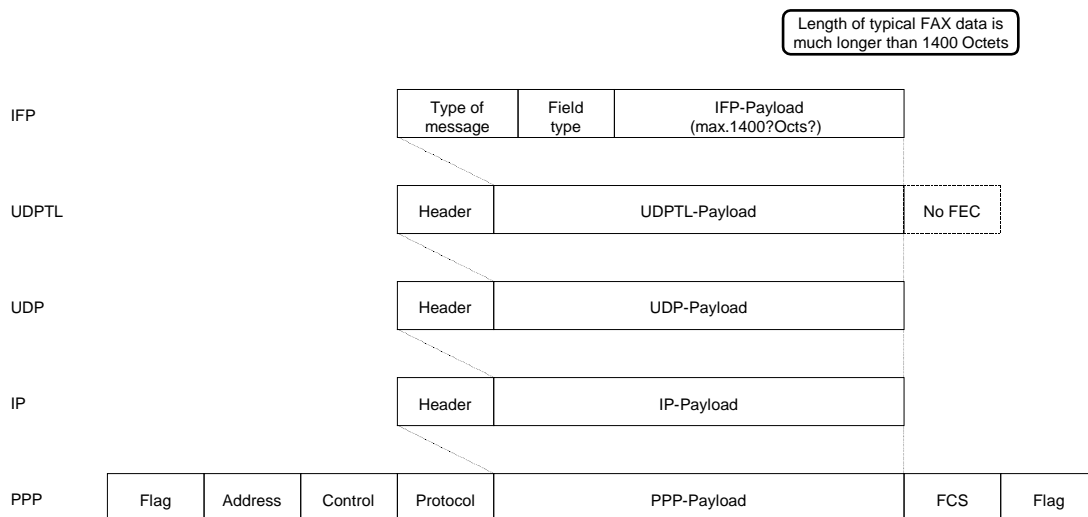 Length of typical FAX data is
much longer than 1400 Octets
IFP
Type of
message
Field
type
IFP-Payload
(max.1400?Octs?)
UDPTL
Header
UDPTL-Payload
No FEC
UDP
Header
UDP-Payload
IP
Header
IP-Payload
PPP
Flag
Address
Control
Protocol
PPP-Payload
FCS
Flag